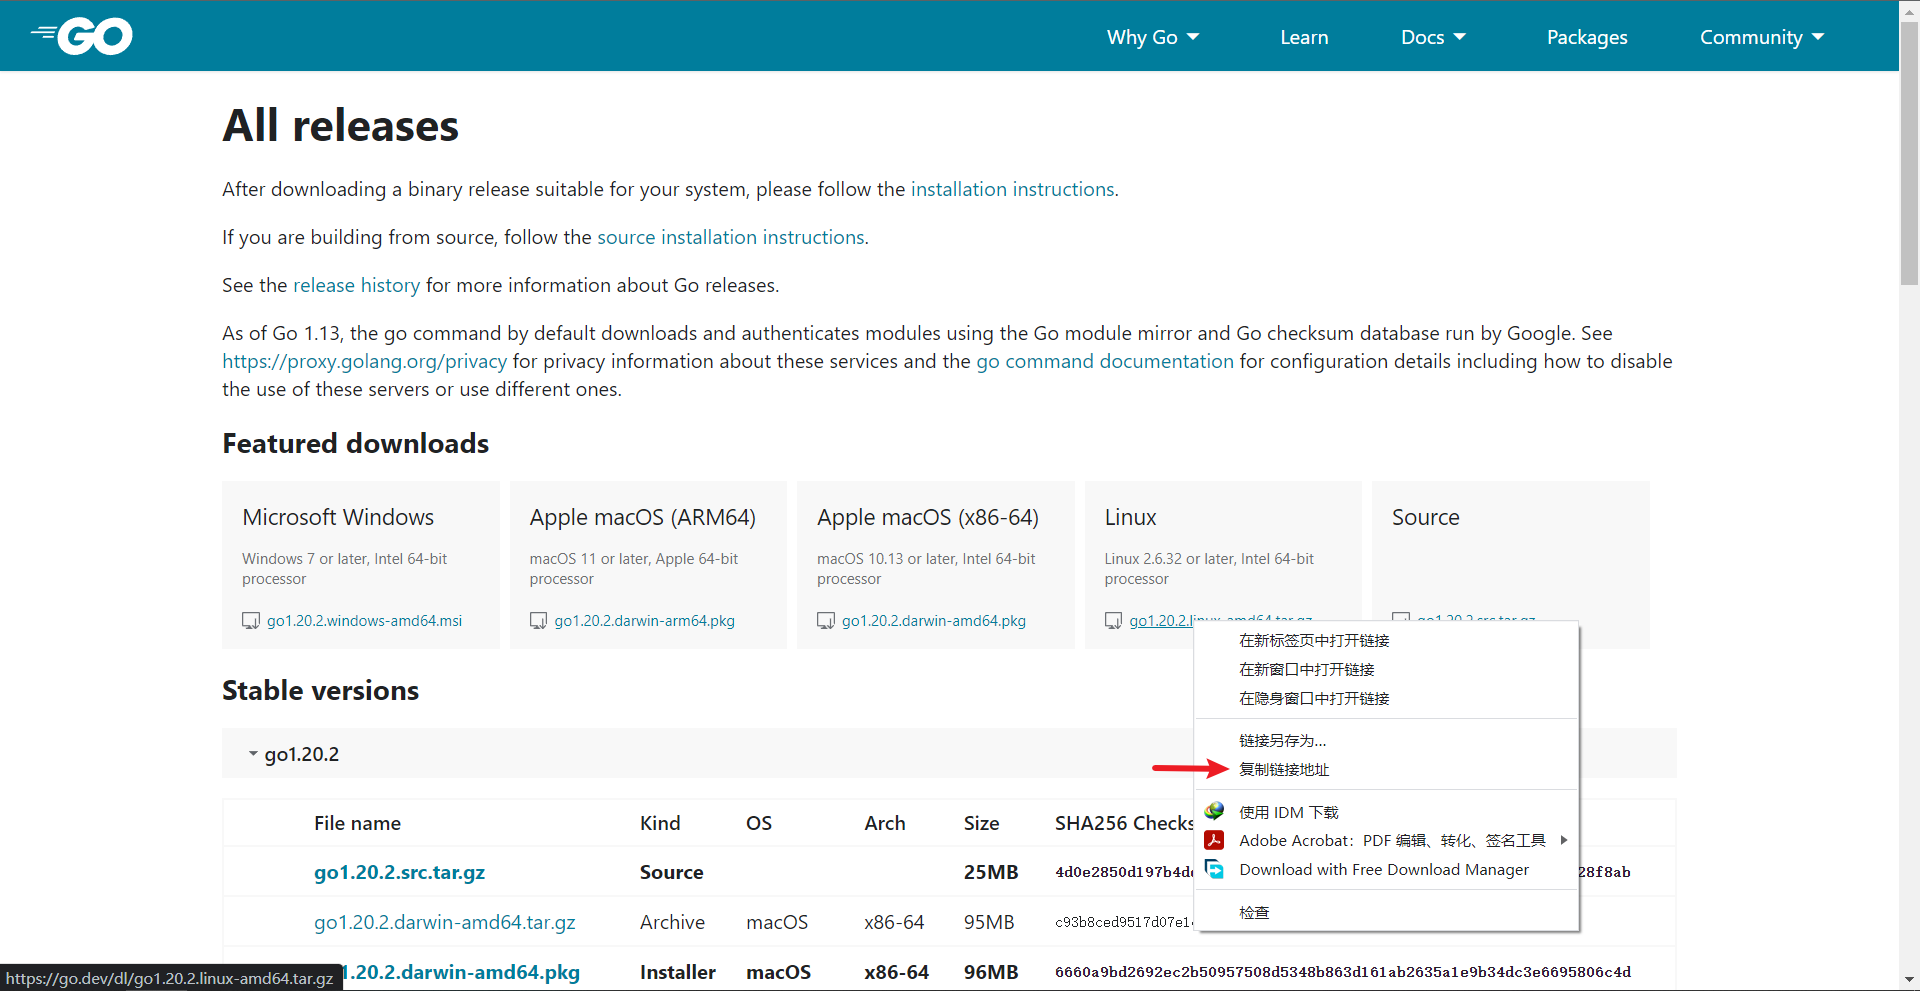 GO
Why Go
Learn
Docs
Packages
Community
All releases
After downloading a binary release suitable for your system, please follow the installation instructions.
If you are building from source, follow the source installation instructions.
See the release history for more information about Go releases.
As of Go 1.13, the go command by default downloads and authenticates modules using the Go module mirror and Go checksum database run by Google. See
https://proxy.golang.org/privacy for privacy information about these services and the go command documentation for configuration details including how to disable
the use of these servers or use different ones.
Featured downloads
Microsoft Windows
Windows 7 or later, Intel 64-bit
processor
go1.20.2.windows-amd64.msi
Apple macOS (ARM64)
macOS 11 or later, Apple 64-bit
processor
go1.20.2.darwin-arm64.pkg
Apple macOS (x86-64)
macOS 10.13 or later, Intel 64-bit
processor
go1.20.2.darwin-amd64.pkg
Linux
Linux 2.6.32 or later, Intel 64-bit
processor
go1.20.2.linux-amd64.tar.gz
Source
go1.20.2.src.tar.gz
在新标签页中打开链接
在新窗口中打开链接
在隐身窗口中打开链接
链接另存为...
复制链接地址
使用 IDM 下载
Adobe Acrobat：PDF 编辑、转化、签名工具
Download with Free Download Manager
检查
Stable versions
go1.20.2
File name Kind OS Arch Size SHA256 Checks
go1.20.2.src.tar.gz Source 25MB 4d0e2850d197b4d 28f8ab
go1.20.2.darwin-amd64.tar.gz Archive macOS x86-64 95MB c93b8ced9517d07e1
1.20.2.darwin-amd64.pkg Installer macOS x86-64 96MB 6660a9bd2692ec2b50957508d5348b863d161ab2635a1e9b34dc3e6695806c4d
https://go.dev/dl/go1.20.2.linux-amd64.tar.gz